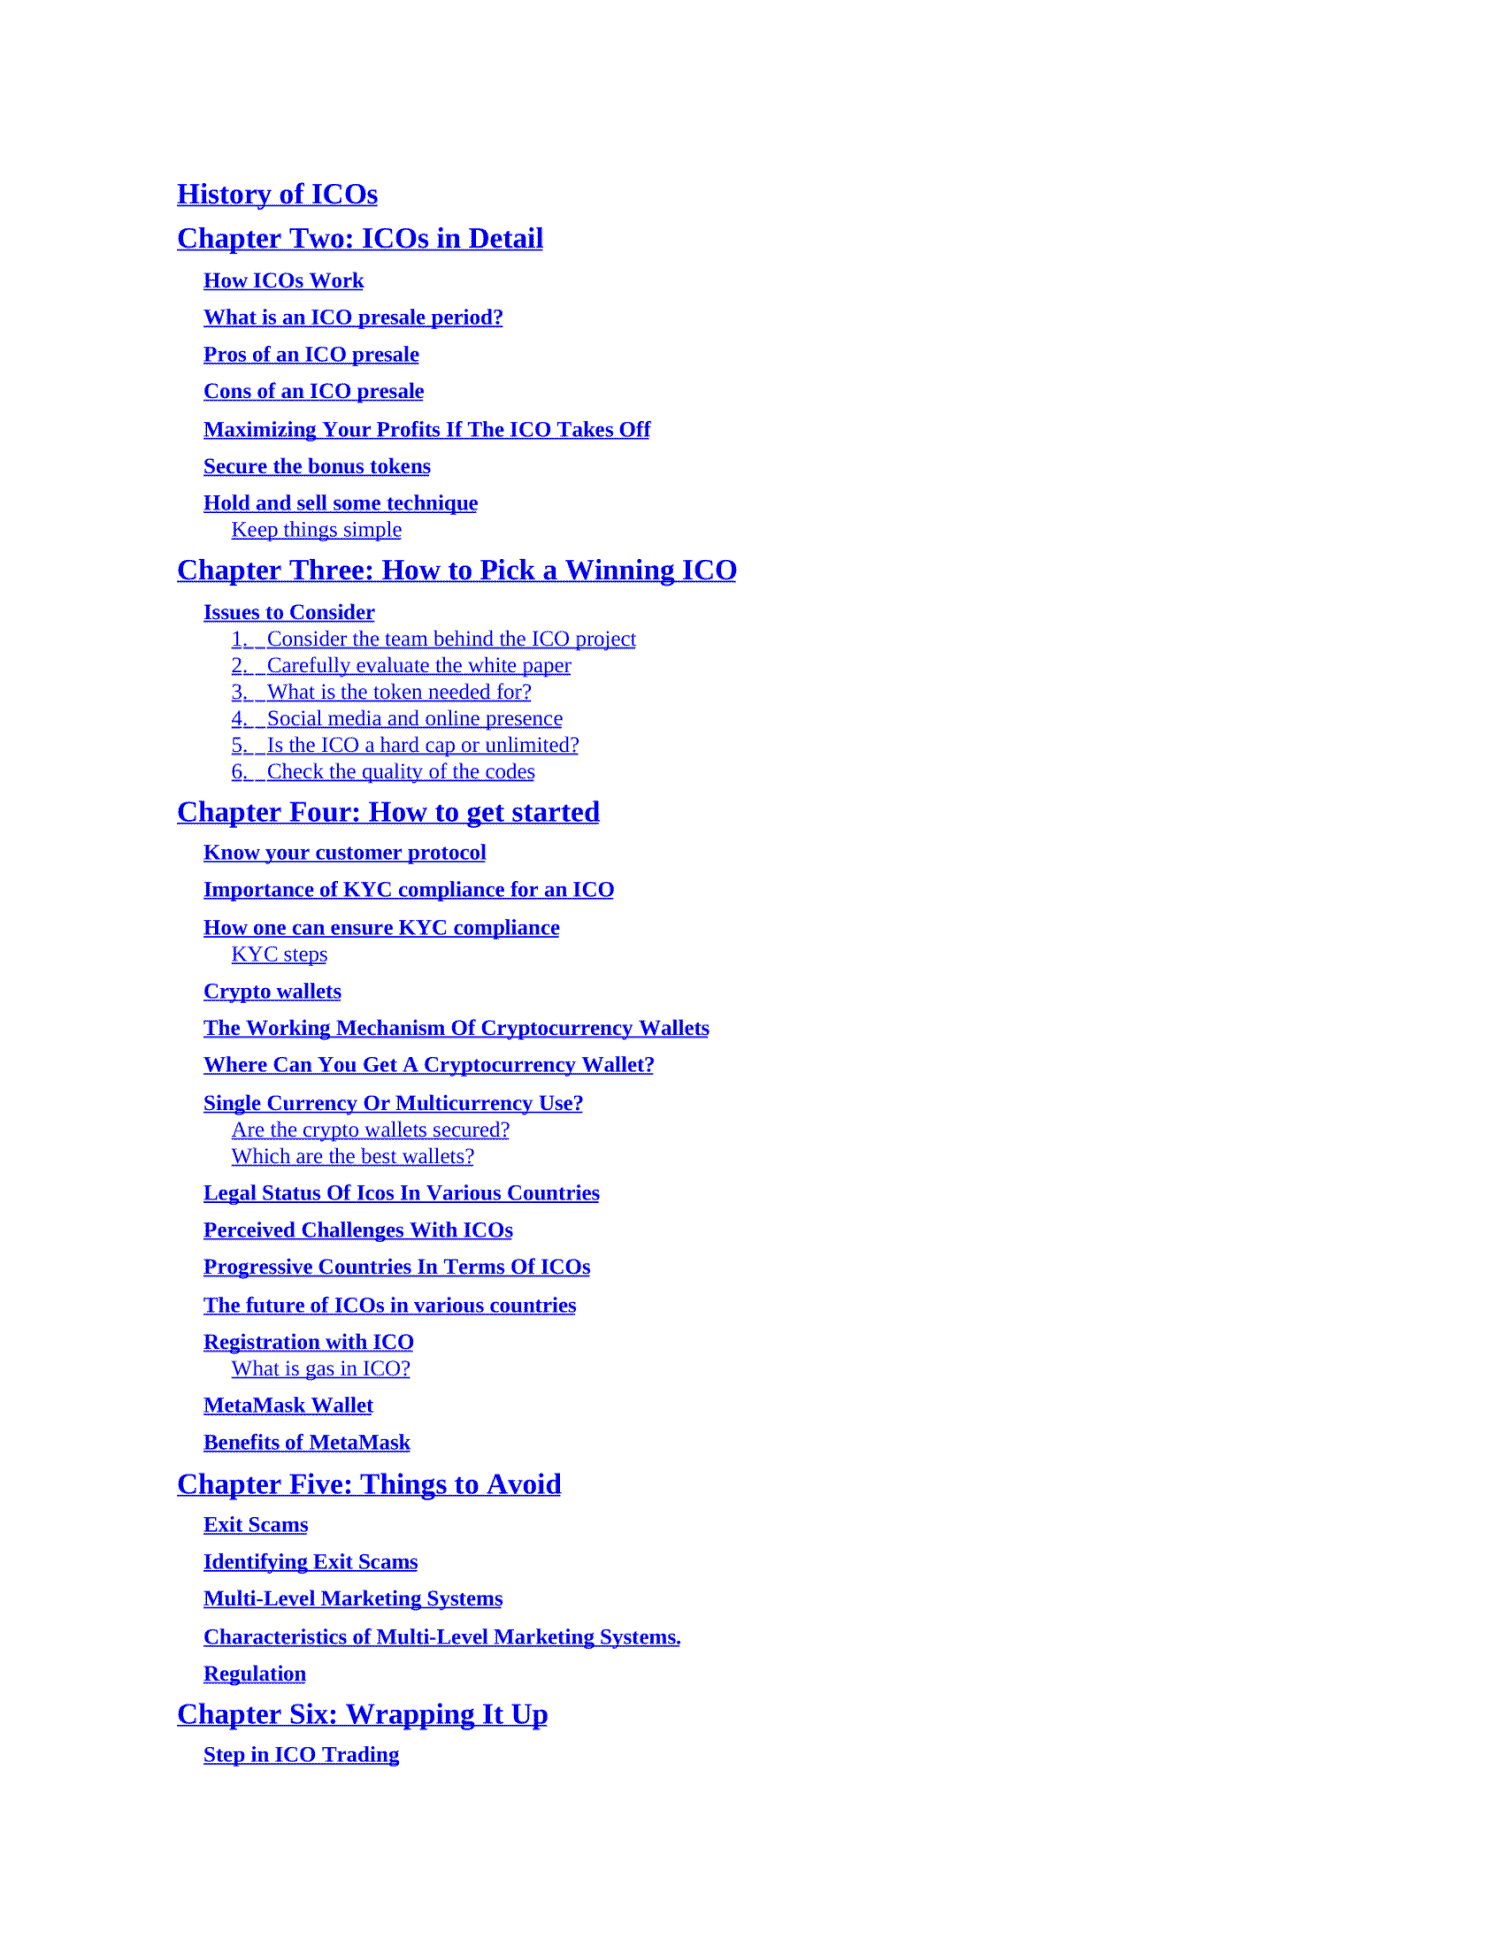 History of ICOs
Chapter Two: ICOs in Detail
How ICOs Work
What is an ICO presale period?
Pros of an ICO presale
Cons of an ICO presale
Maximizing Your Profits If The ICO Takes Off
Secure the bonus tokens
Hold and sell some technique
Keep things simple
Chapter Three: How to Pick a Winning ICO
Issues to Consider
1. Consider the team behind the ICO project
2. Carefully evaluate the white paper
3. What is the token needed for?
4. Social media and online presence
5. Is the ICO a hard cap or unlimited?
6. Check the quality of the codes
Chapter Four: How to get started
Know your customer protocol
Importance of KYC compliance for an ICO
How one can ensure KYC compliance
KYC steps
Crypto wallets
The Working Mechanism Of Cryptocurrency Wallets
Where Can You Get A Cryptocurrency Wallet?
Single Currency Or Multicurrency Use?
Are the crypto wallets secured?
Which are the best wallets?
Legal Status Of Icos In Various Countries
Perceived Challenges With ICOs
Progressive Countries In Terms Of ICOs
The future of ICOs in various countries
Registration with ICO
What is gas in ICO?
MetaMask Wallet
Benefits of MetaMask
Chapter Five: Things to Avoid
Exit Scams
Identifying Exit Scams
Multi-Level Marketing Systems
Characteristics of Multi-Level Marketing Systems.
Regulation
Chapter Six: Wrapping It Up
Step in ICO Trading